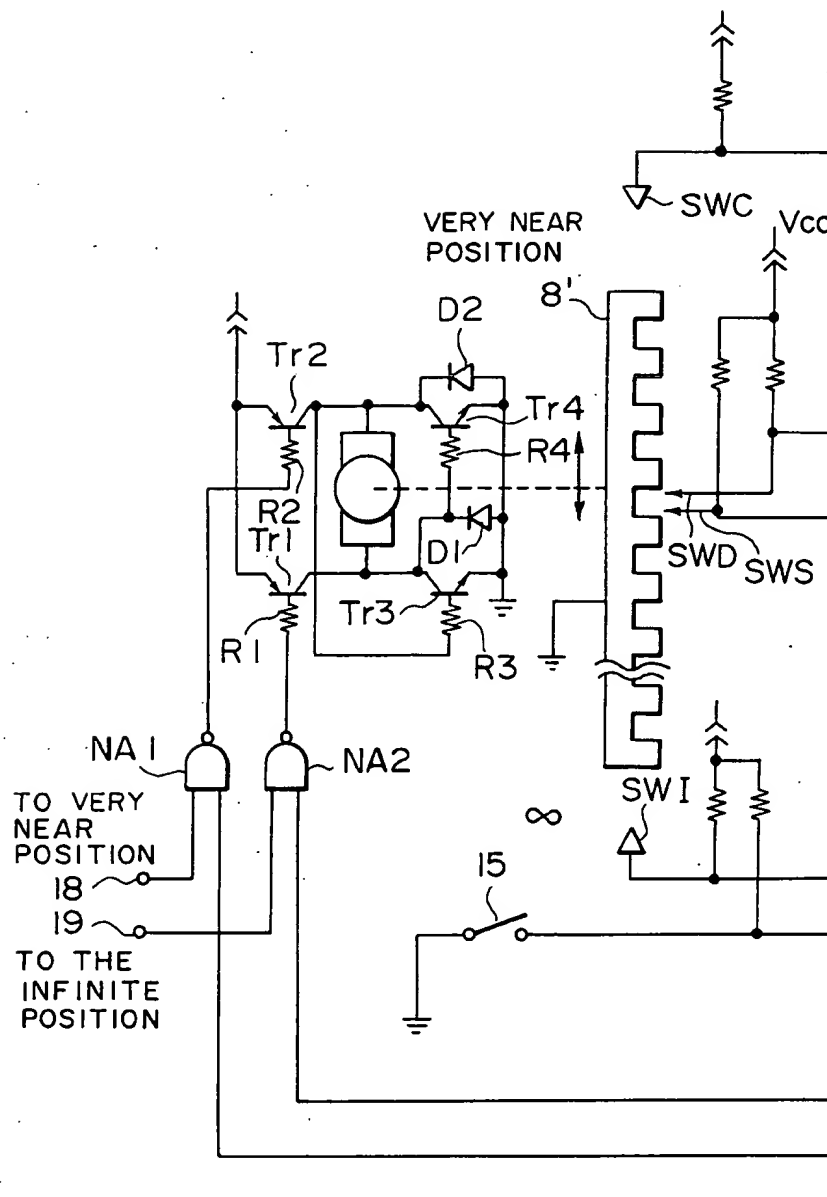 SWC
VERY NEAR
POSITION
Vcc
8'
D2
Tr2
Tr4
R4
R2
D1
SWD
SWS
Tr1
Tr3
R1
R3
NA1
NA2
SWI
TO VERY
NEAR
POSITION
∞
18
15
19
TO THE
INFINITE
POSITION